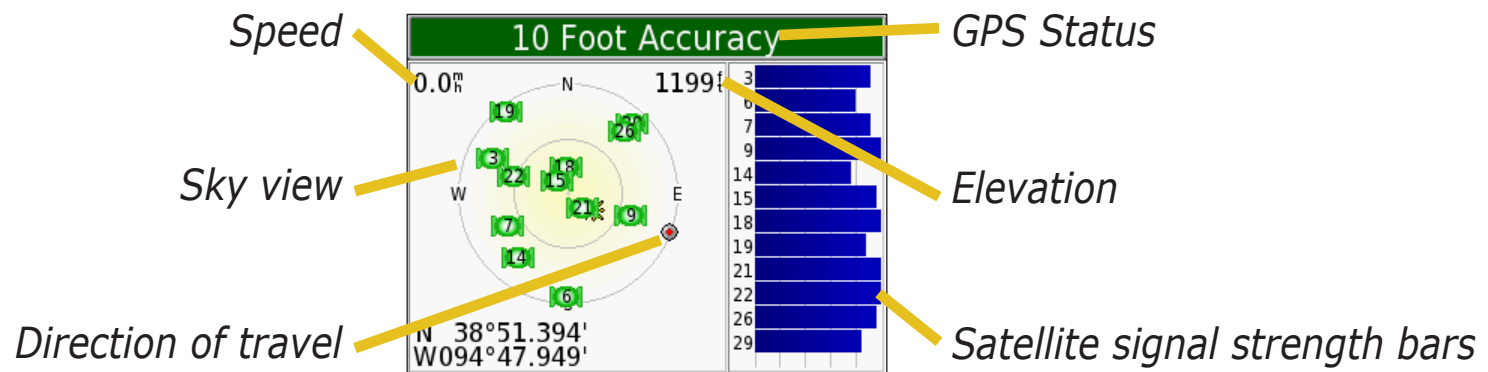 Speed
10 Foot Accuracy
GPS Status
0.0mh
N
1199ft
19
26
3
22
18
15
W
E
21
9
7
14
6
N 38°51.394'
W094°47.949'
3
6
7
9
14
15
18
19
21
22
26
29
Sky view
Elevation
Direction of travel
Satellite signal strength bars